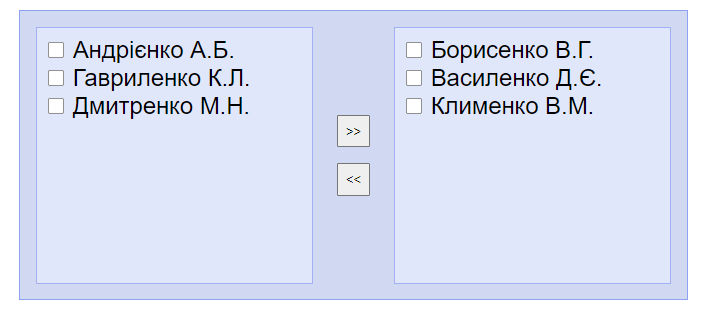 Андрієнко А.Б.
Гавриленко К.Л.
Дмитренко М.Н.
>>
<<
Борисенко В.Г.
Василенко Д.Є.
Клименко В.М.